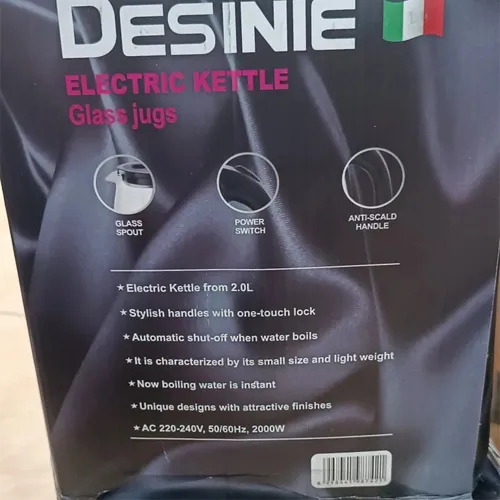 DESINIE
ELECTRIC KETTLE
Glass jugs
GLASS
SPOUT
POWER
SWITCH
ANTI-SCALD
HANDLE
★ Electric Kettle from 2.0L
★ Stylish handles with one-touch lock
★ Automatic shut-off when water boils
★ It is characterized by its small size and light weight
★ Now boiling water is instant
★ Unique designs with attractive finishes
★ AC 220-240V, 50/60Hz, 2000W